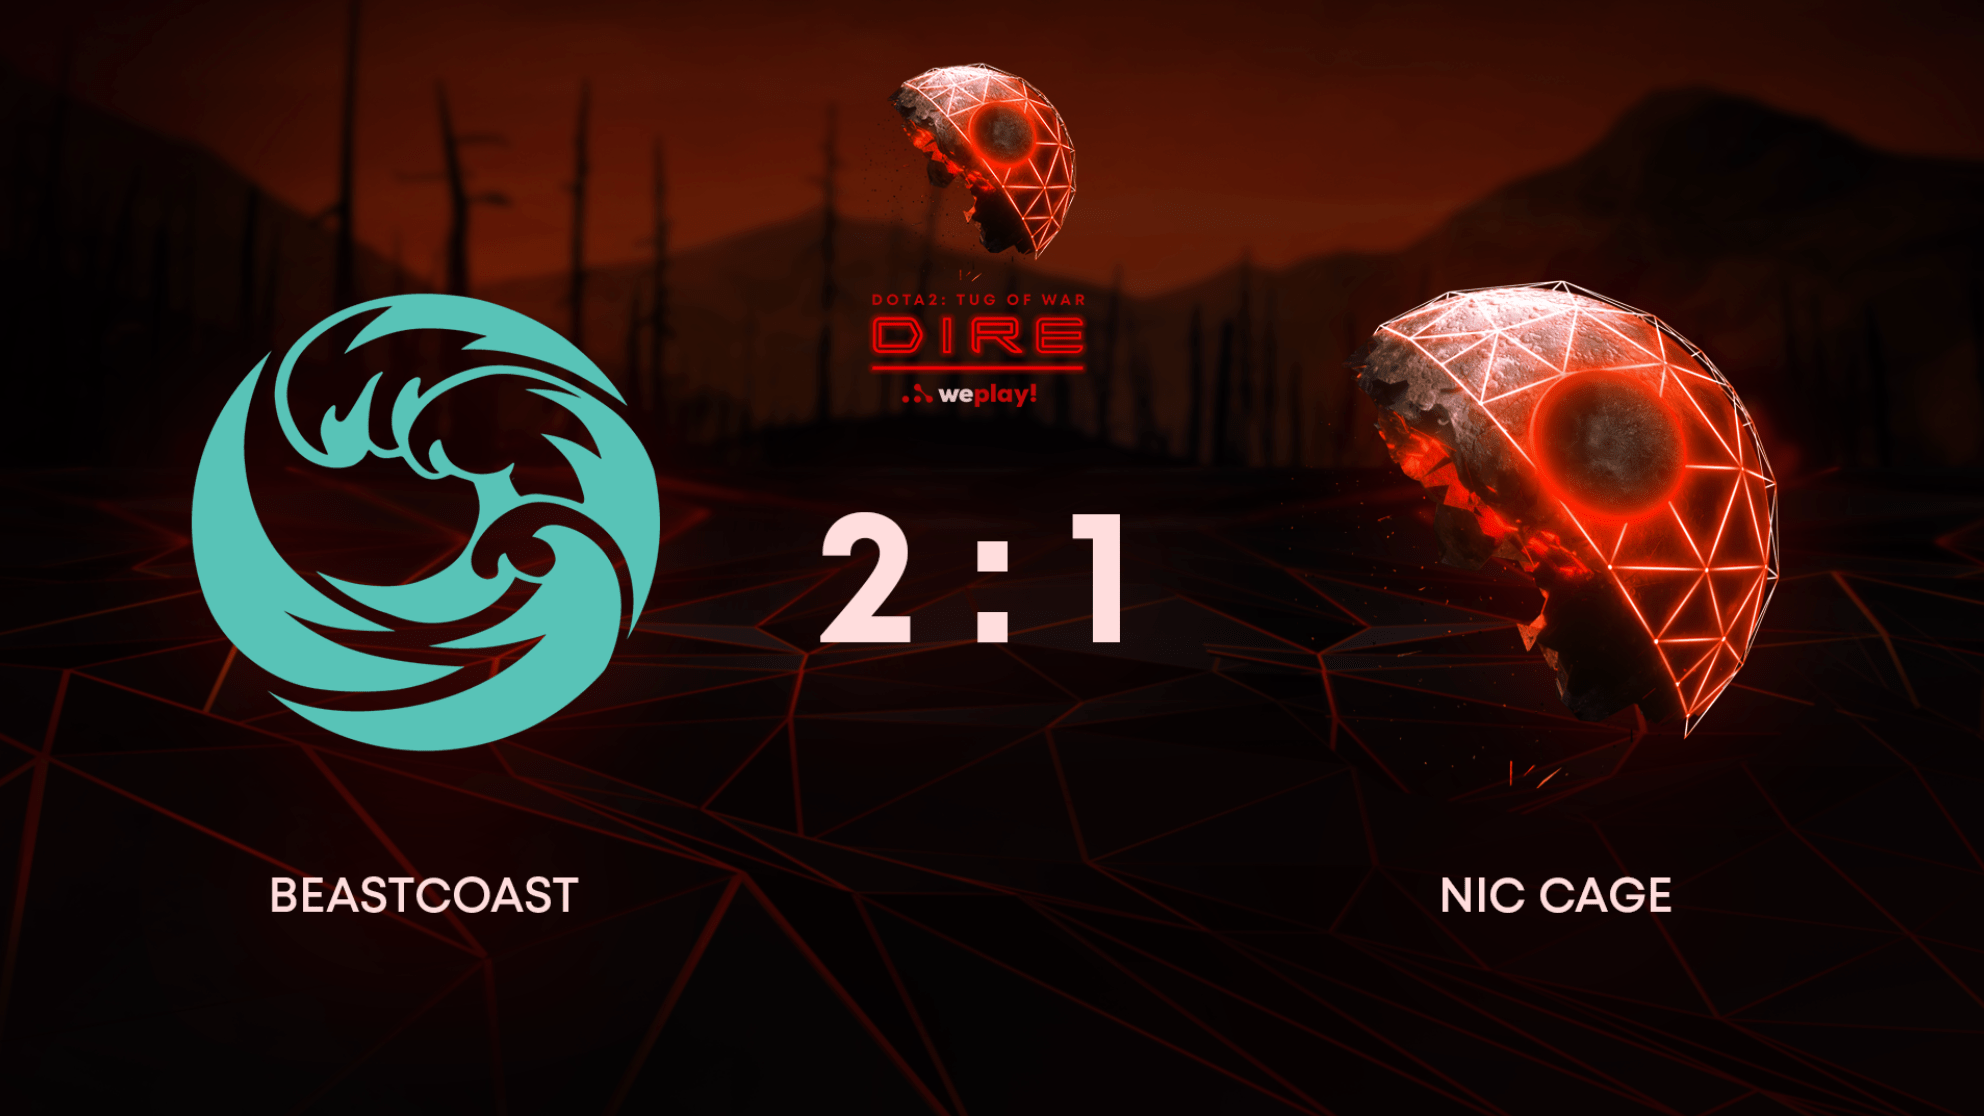 DOTA2: TUG OF WAR
DIRE
weplay!
2 : 1
BEASTCOAST
NIC CAGE